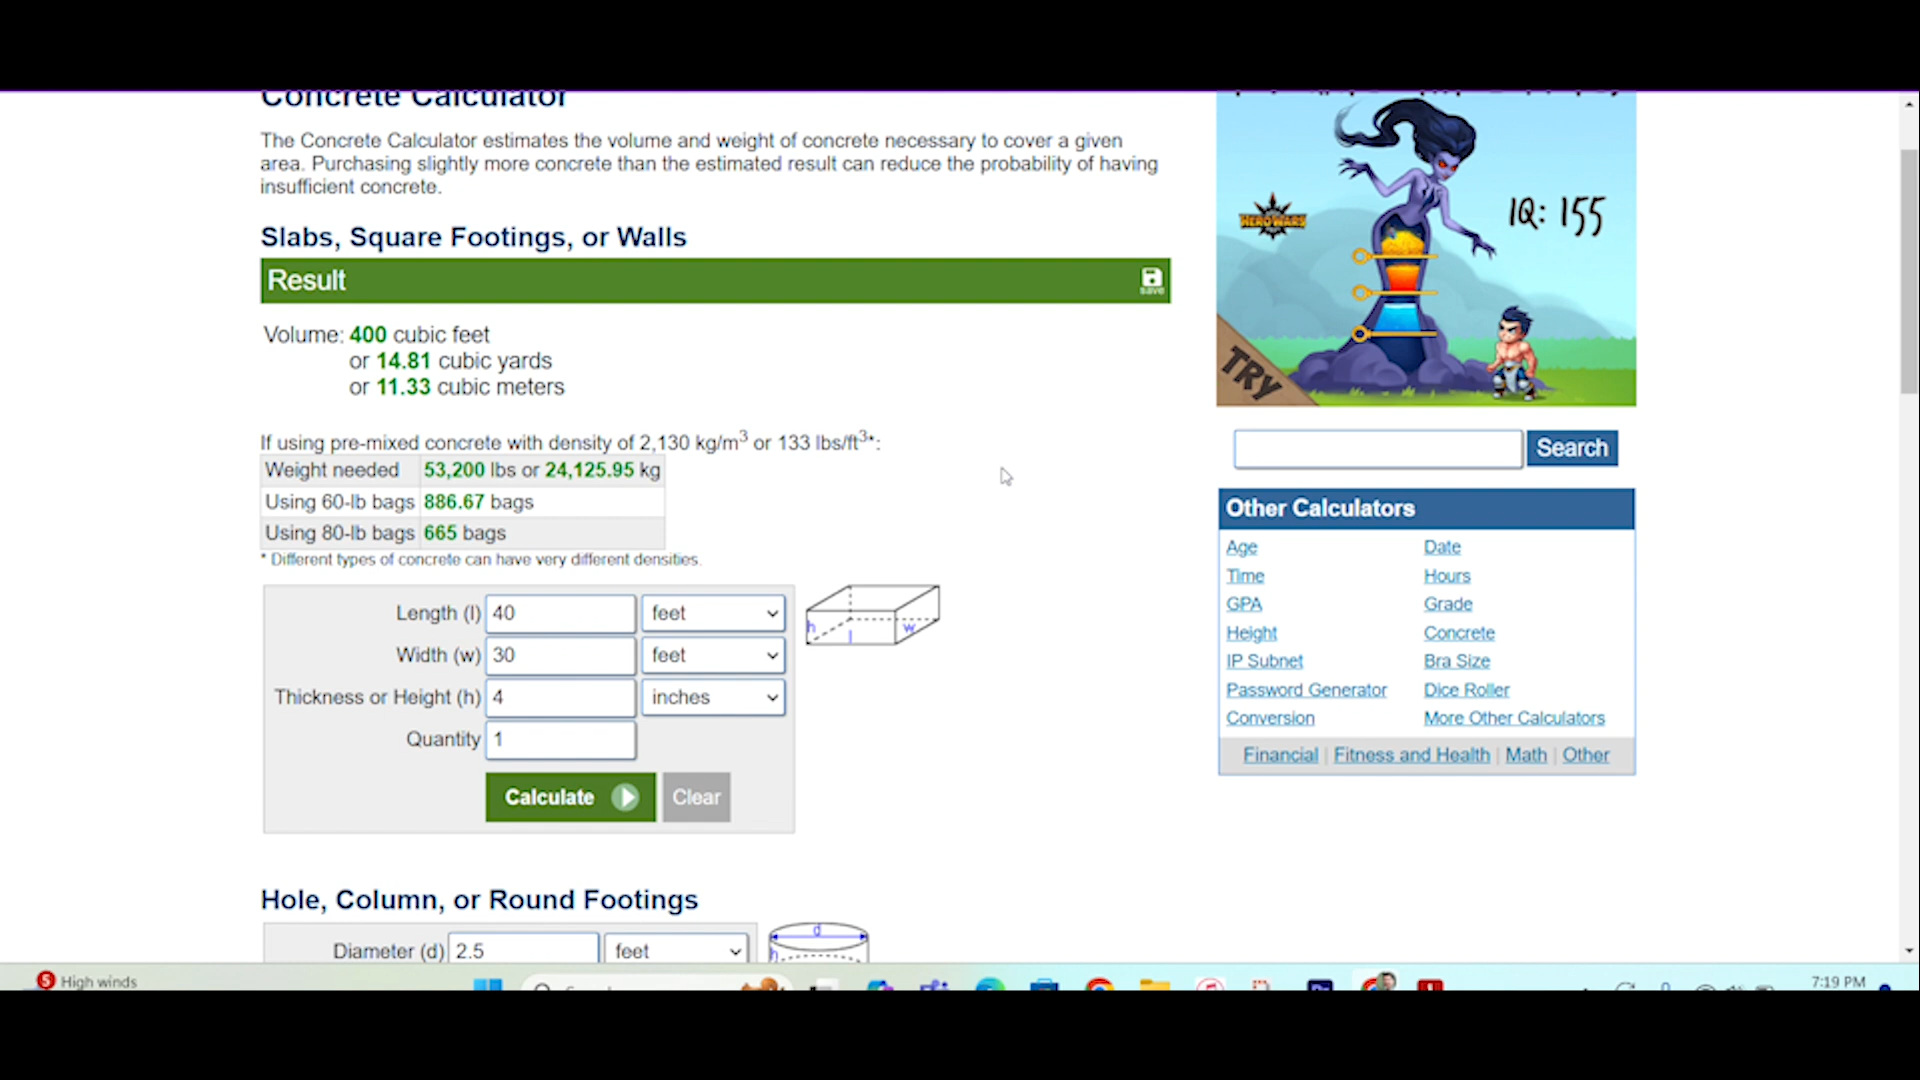 Concrete Calculator
The Concrete Calculator estimates the volume and weight of concrete necessary to cover a given
area. Purchasing slightly more concrete than the estimated result can reduce the probability of having
insufficient concrete.
Slabs, Square Footings, or Walls
Result
save
Volume: 400 cubic feet
or 14.81 cubic yards
or 11.33 cubic meters
If using pre-mixed concrete with density of 2,130 kg/m³ or 133 lbs/ft³*:
Weight needed 53,200 lbs or 24,125.95 kg
Using 60-lb bags 886.67 bags
Using 80-lb bags 665 bags
* Different types of concrete can have very different densities.
Length (l) 40 feet
Width (w) 30 feet
Thickness or Height (h) 4 inches
Quantity 1
Calculate Clear
h l w
Hole, Column, or Round Footings
Diameter (d) 2.5 feet
d
h
HERO WARS
IQ: 155
TRY
Search
Other Calculators
Age Date
Time Hours
GPA Grade
Height Concrete
IP Subnet Bra Size
Password Generator Dice Roller
Conversion More Other Calculators
Financial | Fitness and Health | Math | Other
5 High winds
7:19 PM